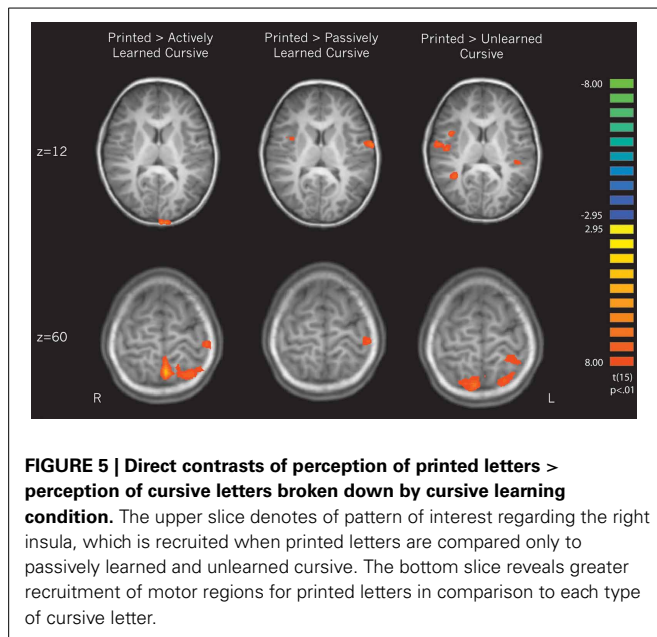 Printed > Actively Learned Cursive
Printed > Passively Learned Cursive
Printed > Unlearned Cursive
-8.00
z=12
-2.95
2.95
z=60
8.00
t(15)
p<.01
R
L
FIGURE 5 | Direct contrasts of perception of printed letters >
perception of cursive letters broken down by cursive learning
condition. The upper slice denotes of pattern of interest regarding the right
insula, which is recruited when printed letters are compared only to
passively learned and unlearned cursive. The bottom slice reveals greater
recruitment of motor regions for printed letters in comparison to each type
of cursive letter.